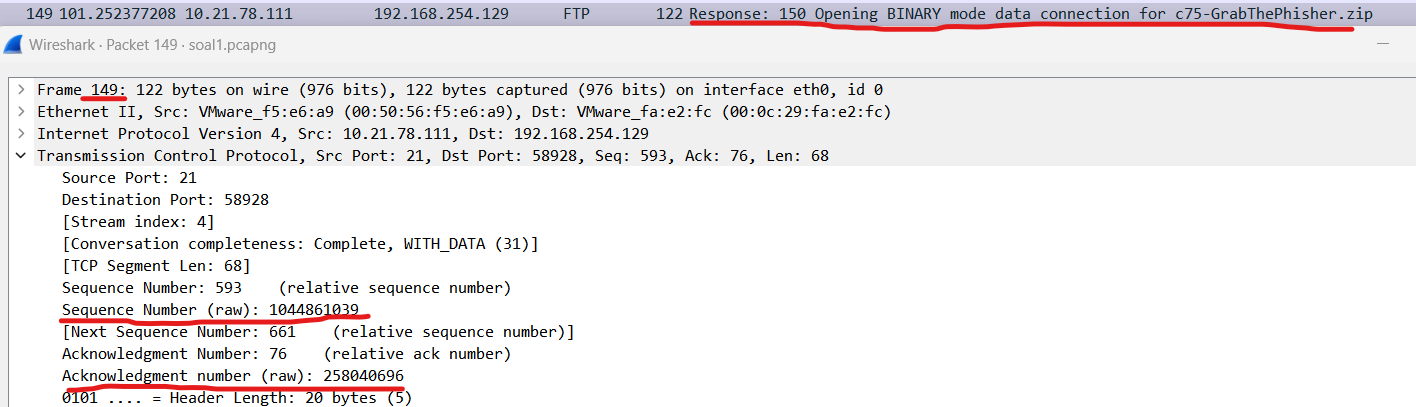 149 101.252377208 10.21.78.111 192.168.254.129 FTP 122 Response: 150 Opening BINARY mode data connection for c75-GrabThePhisher.zip
Wireshark · Packet 149 · soal1.pcapng
Frame 149: 122 bytes on wire (976 bits), 122 bytes captured (976 bits) on interface eth0, id 0
Ethernet II, Src: VMware_f5:e6:a9 (00:50:56:f5:e6:a9), Dst: VMware_fa:e2:fc (00:0c:29:fa:e2:fc)
Internet Protocol Version 4, Src: 10.21.78.111, Dst: 192.168.254.129
Transmission Control Protocol, Src Port: 21, Dst Port: 58928, Seq: 593, Ack: 76, Len: 68
Source Port: 21
Destination Port: 58928
[Stream index: 4]
[Conversation completeness: Complete, WITH_DATA (31)]
[TCP Segment Len: 68]
Sequence Number: 593    (relative sequence number)
Sequence Number (raw): 1044861039
[Next Sequence Number: 661    (relative sequence number)]
Acknowledgment Number: 76    (relative ack number)
Acknowledgment number (raw): 258040696
0101 .... = Header Length: 20 bytes (5)